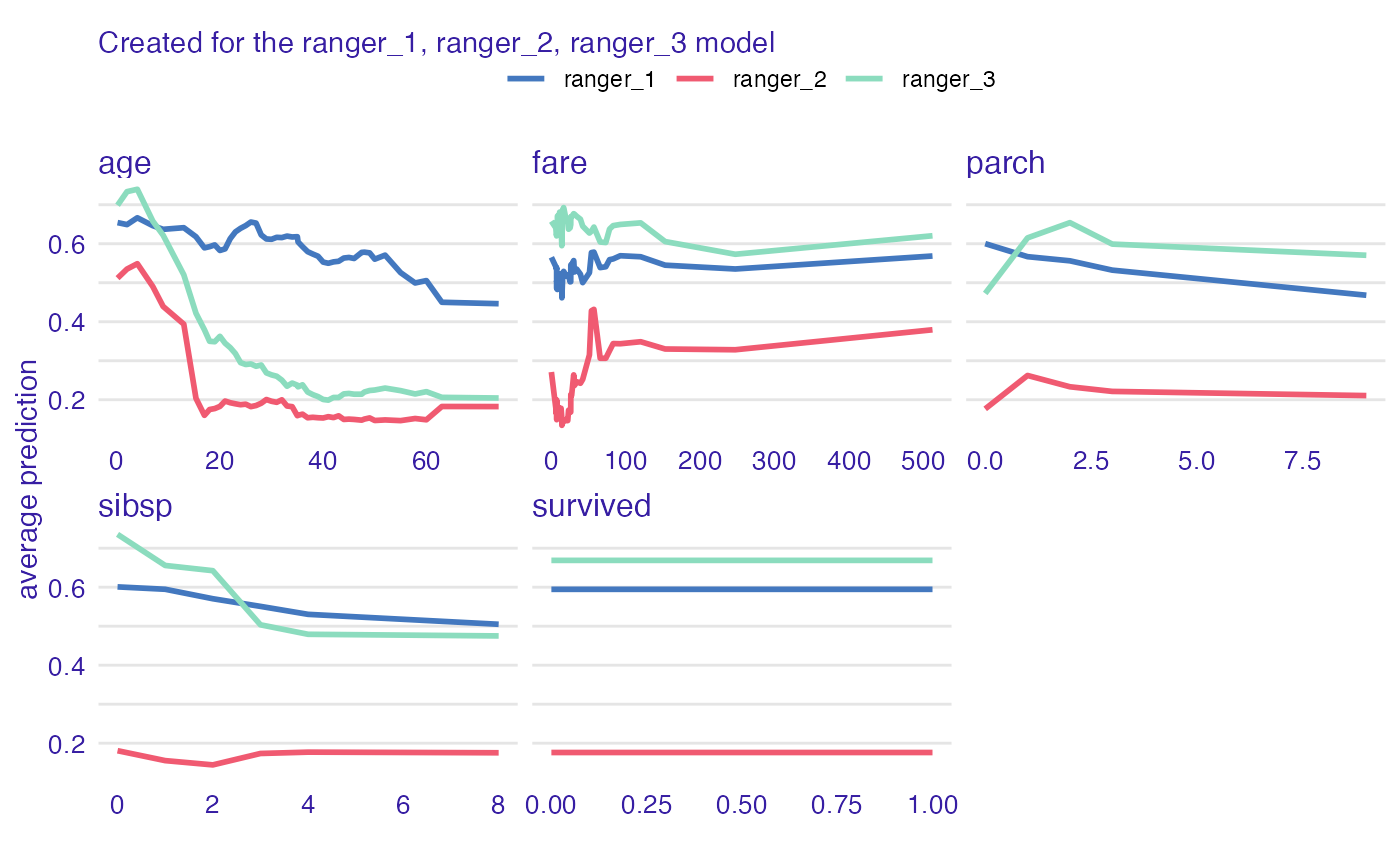 Created for the ranger_1, ranger_2, ranger_3 model
ranger_1 ranger_2 ranger_3
age fare parch
0.6
0.4
0.2
0 20 40 60 0 100 200 300 400 500 0.0 2.5 5.0 7.5
average prediction
sibsp survived
0.6
0.4
0.2
0 2 4 6 8 0.00 0.25 0.50 0.75 1.00